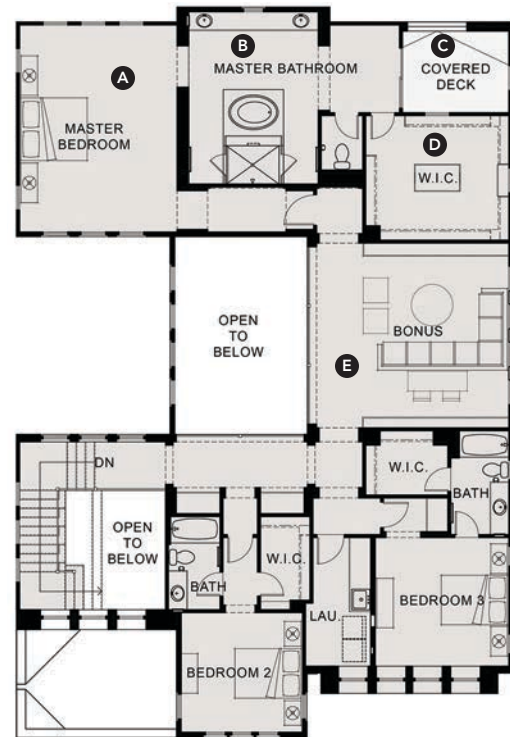 A
B
C
MASTER BATHROOM
COVERED
DECK
MASTER
BEDROOM
D
W.I.C.
OPEN
TO
BELOW
BONUS
E
DN
W.I.C.
OPEN
TO
BELOW
BATH
W.I.C.
BATH
LAU.
BEDROOM 3
BEDROOM 2